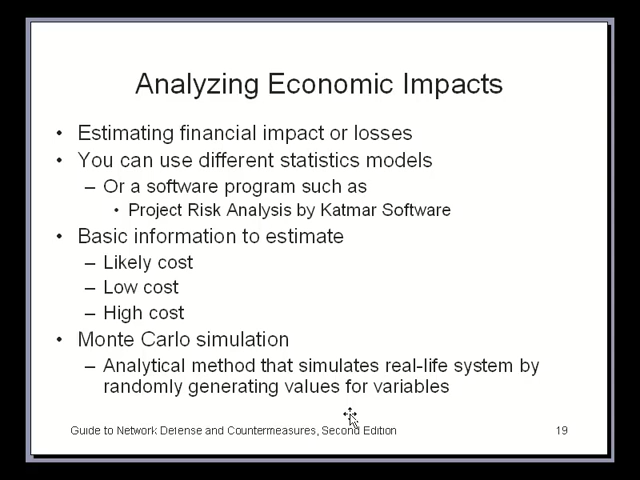 Analyzing Economic Impacts
• Estimating financial impact or losses
• You can use different statistics models
– Or a software program such as
• Project Risk Analysis by Katmar Software
• Basic information to estimate
– Likely cost
– Low cost
– High cost
• Monte Carlo simulation
– Analytical method that simulates real-life system by
randomly generating values for variables
Guide to Network Defense and Countermeasures, Second Edition 19